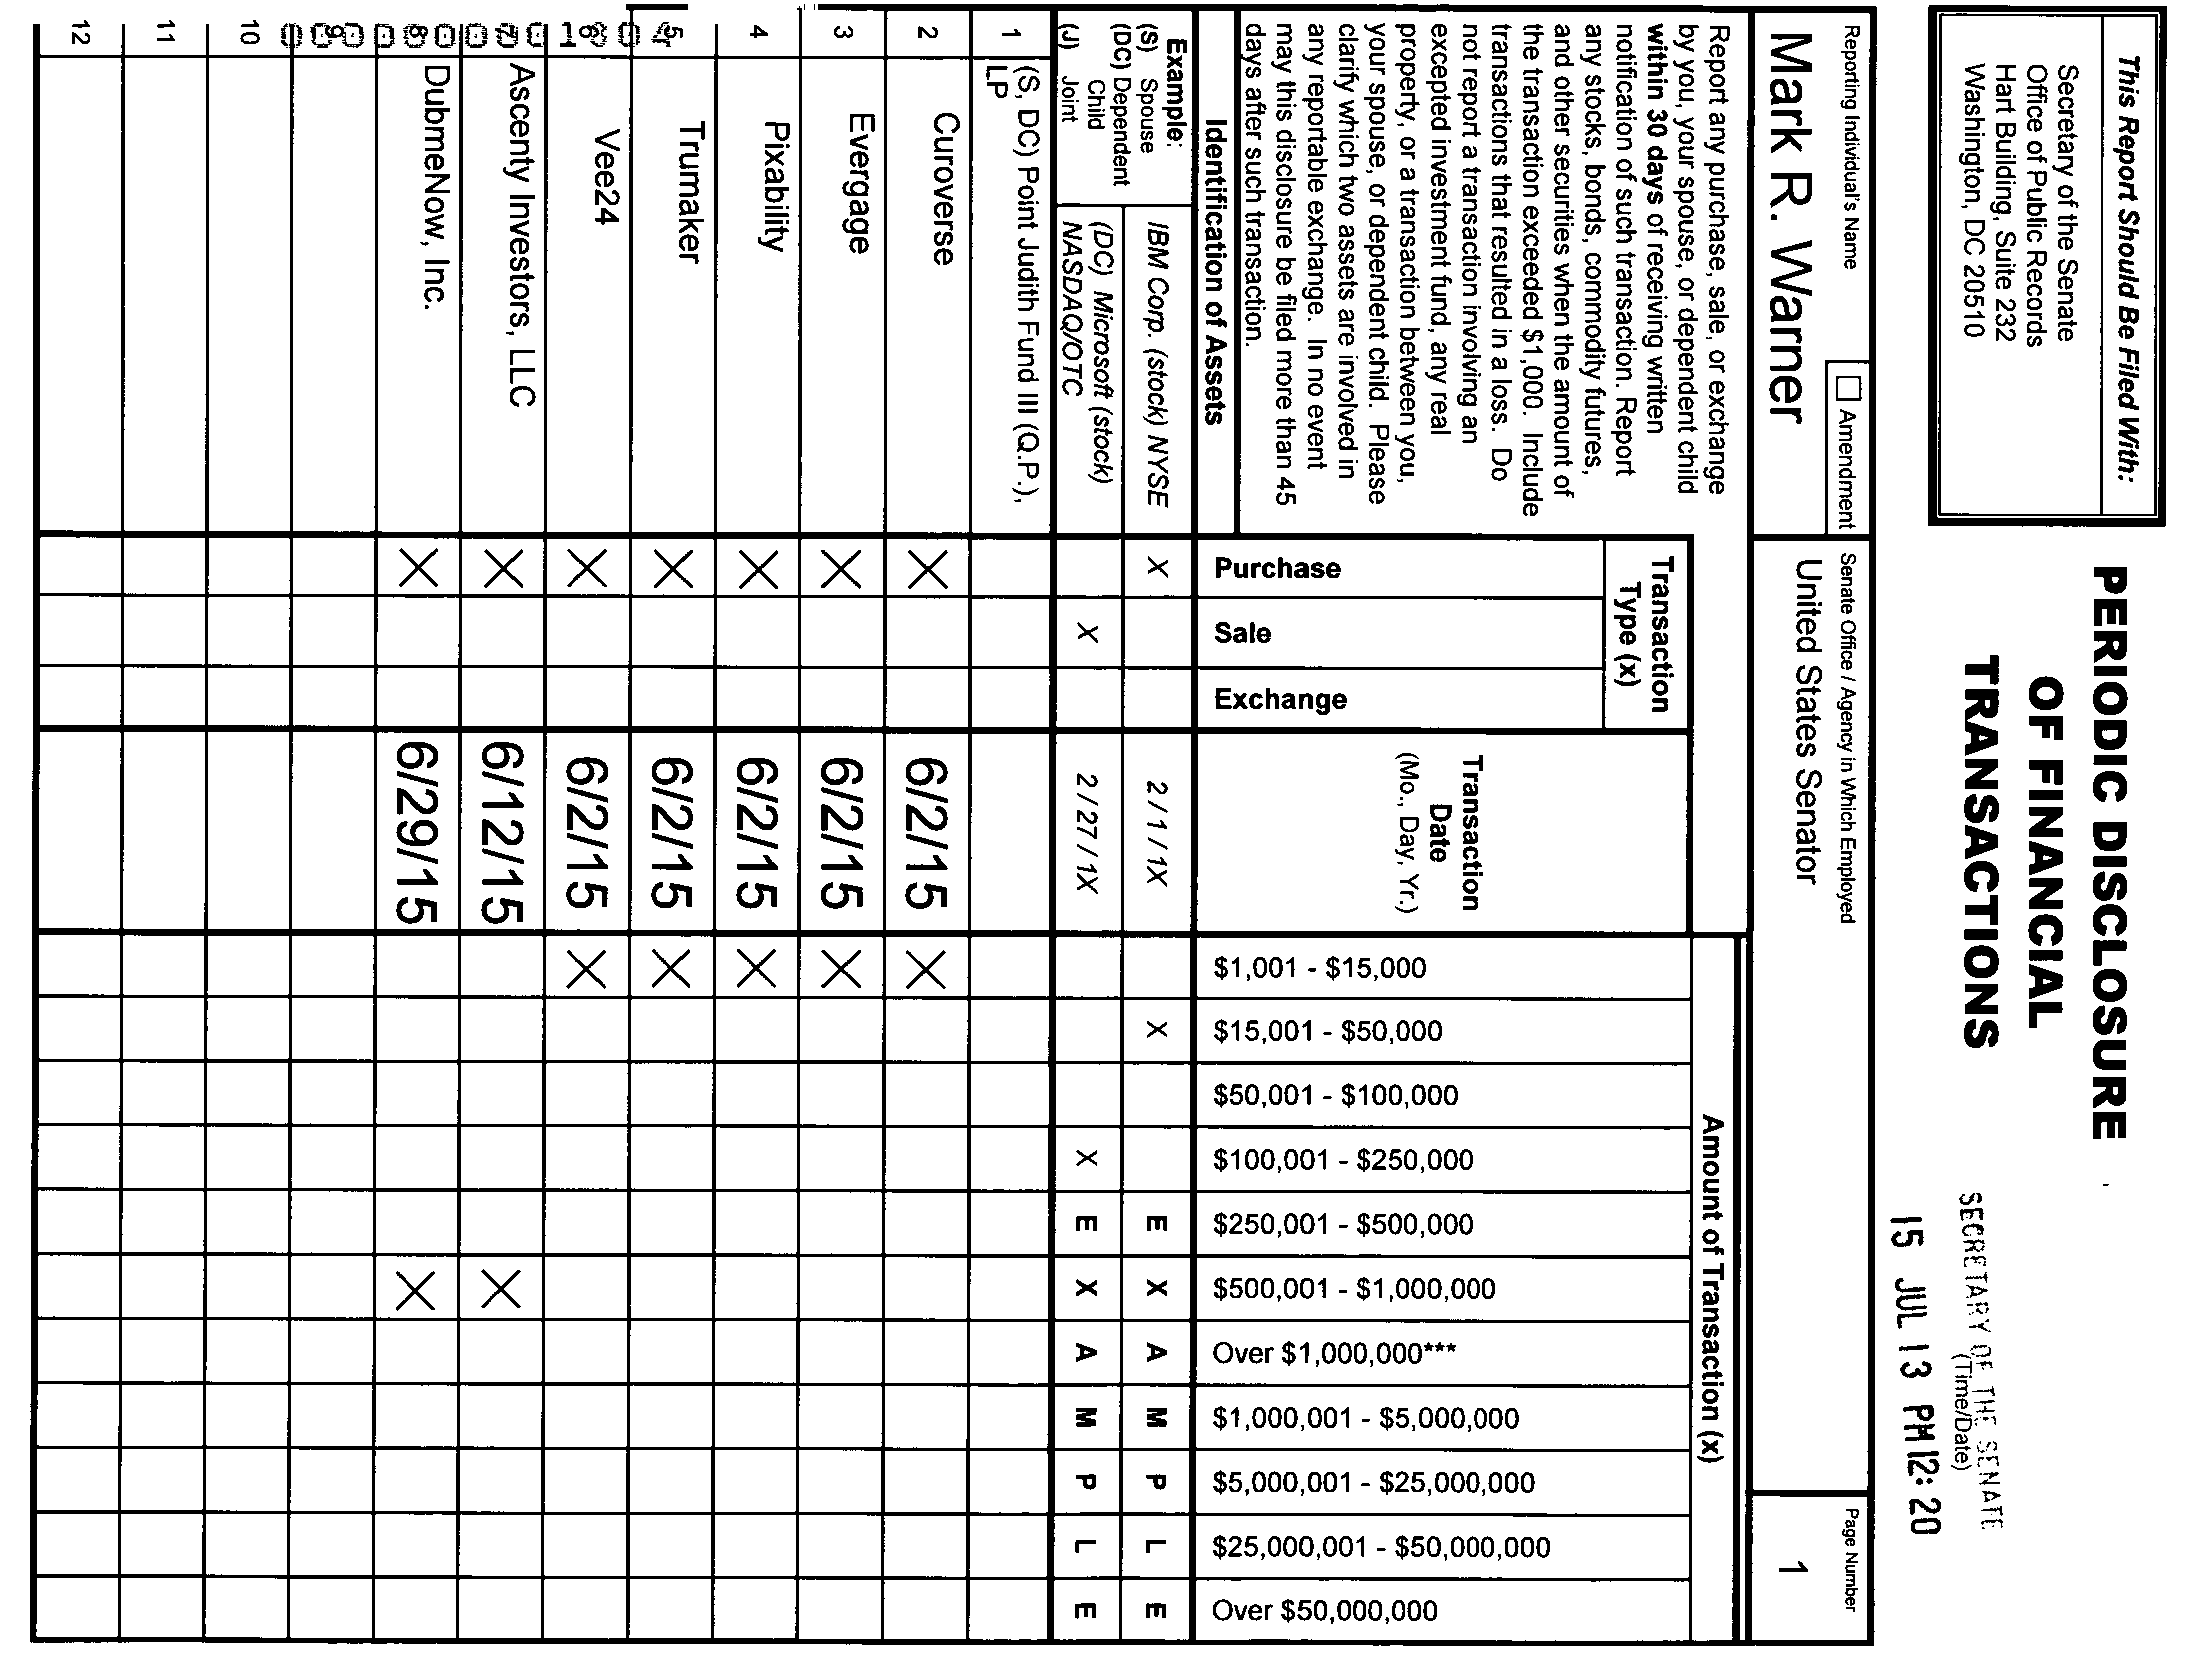 This Report Should Be Filed With:
Secretary of the Senate
Office of Public Records
Hart Building, Suite 232
Washington, DC 20510
PERIODIC DISCLOSURE
OF FINANCIAL
TRANSACTIONS
SECRETARY OF THE SENATE
(Time/Date)
15 JUL 13 PM 12: 20
Reporting Individual's Name
Amendment
Senate Office / Agency in Which Employed
Page Number
Mark R. Warner
United States Senator
1
Report any purchase, sale, or exchange
by you, your spouse, or dependent child
within 30 days of receiving written
notification of such transaction. Report
any stocks, bonds, commodity futures,
and other securities when the amount of
the transaction exceeded $1,000. Include
transactions that resulted in a loss. Do
not report a transaction involving an
excepted investment fund, any real
property, or a transaction between you,
your spouse, or dependent child. Please
clarify which two assets are involved in
any reportable exchange. In no event
may this disclosure be filed more than 45
days after such transaction.
Identification of Assets
Transaction
Type (x)
Purchase
Sale
Exchange
Transaction
Date
(Mo., Day, Yr.)
Amount of Transaction (x)
$1,001 - $15,000
$15,001 - $50,000
$50,001 - $100,000
$100,001 - $250,000
$250,001 - $500,000
$500,001 - $1,000,000
Over $1,000,000***
$1,000,001 - $5,000,000
$5,000,001 - $25,000,000
$25,000,001 - $50,000,000
Over $50,000,000
Example:
(S) Spouse
(DC) Dependent
Child
(J) Joint
IBM Corp. (stock) NYSE X 2 / 1 / 1X X E X A M P L E
(DC) Microsoft (stock)
NASDAQ/OTC X 2 / 27 / 1X X E X A M P L E
1 (S, DC) Point Judith Fund III (Q.P.),
LP
2 Curoverse X 6/2/15 X
3 Evergage X 6/2/15 X
4 Pixability X 6/2/15 X
5 Trumaker X 6/2/15 X
6 Vee24 X 6/2/15 X
7 Ascenty Investors, LLC X 6/12/15 X
8 DubmeNow, Inc. X 6/29/15 X
9
10
11
12